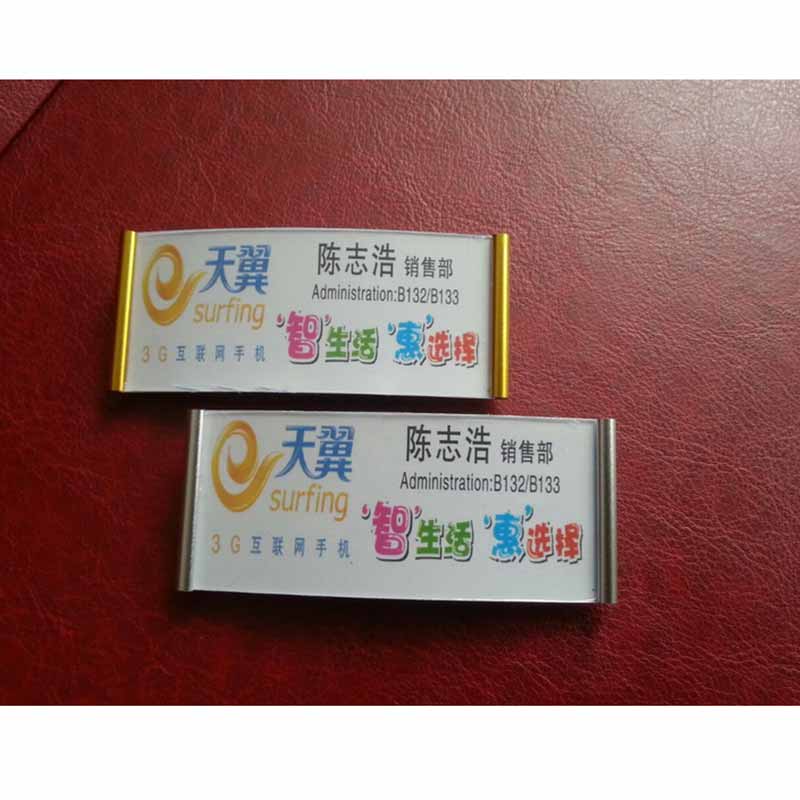 天翼
surfing
3G互联网手机
陈志浩 销售部
Administration:B132/B133
'智'生活 '惠'选择
天翼
surfing
3G互联网手机
陈志浩 销售部
Administration:B132/B133
'智'生活 '惠'选择